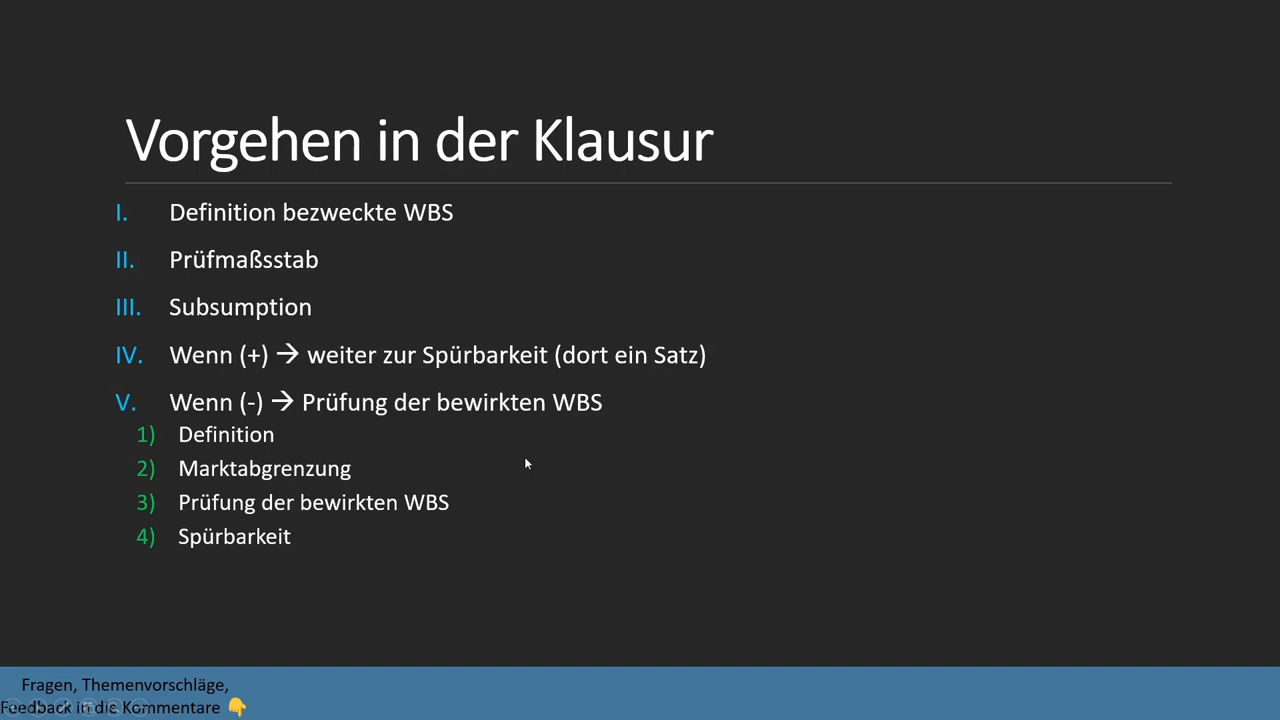 Vorgehen in der Klausur
I. Definition bezweckte WBS
II. Prüfmaßsstab
III. Subsumption
IV. Wenn (+) → weiter zur Spürbarkeit (dort ein Satz)
V. Wenn (-) → Prüfung der bewirkten WBS
1) Definition
2) Marktabgrenzung
3) Prüfung der bewirkten WBS
4) Spürbarkeit
Fragen, Themenvorschläge,
Feedback in die Kommentare 👇